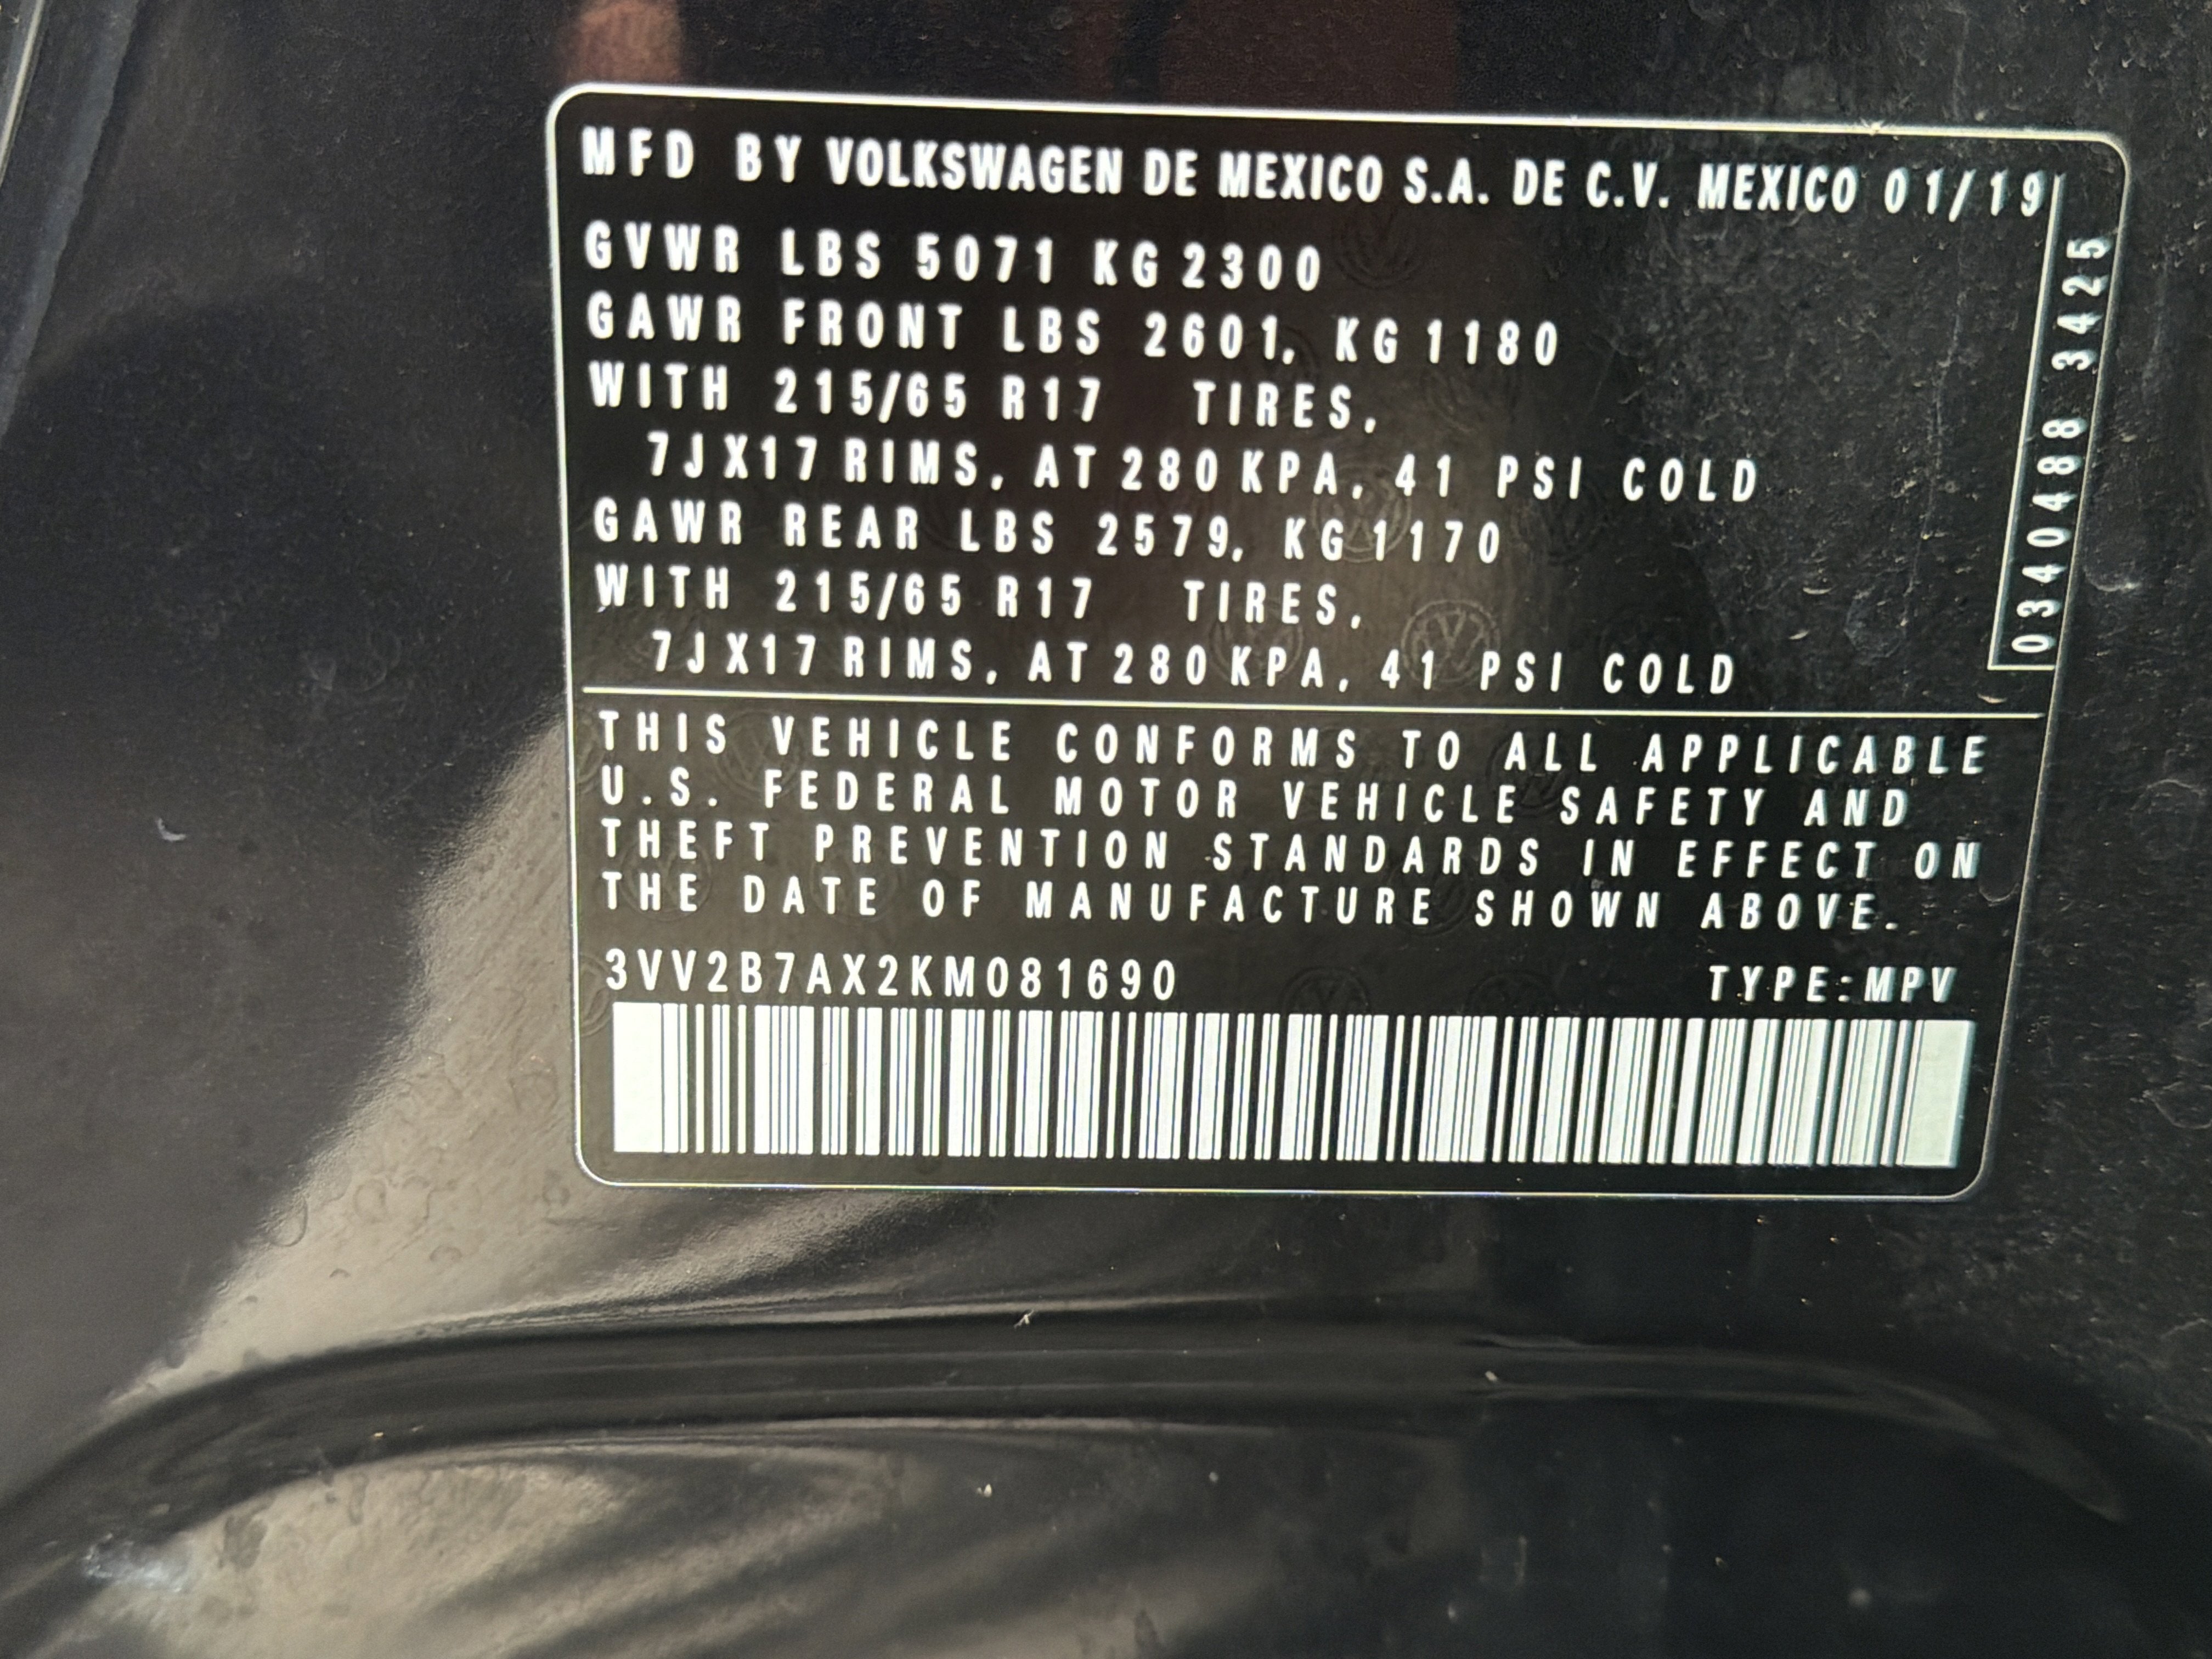 MFD BY VOLKSWAGEN DE MEXICO S.A. DE C.V. MEXICO 01/19
GVWR LBS 5071 KG 2300
GAWR FRONT LBS 2601, KG 1180
WITH 215/65 R17 TIRES,
7JX17 RIMS, AT 280 KPA, 41 PSI COLD
GAWR REAR LBS 2579, KG 1170
WITH 215/65 R17 TIRES,
7JX17 RIMS, AT 280 KPA, 41 PSI COLD
0340488 3425
THIS VEHICLE CONFORMS TO ALL APPLICABLE
U.S. FEDERAL MOTOR VEHICLE SAFETY AND
THEFT PREVENTION STANDARDS IN EFFECT ON
THE DATE OF MANUFACTURE SHOWN ABOVE.
3VV2B7AX2KM081690 TYPE:MPV